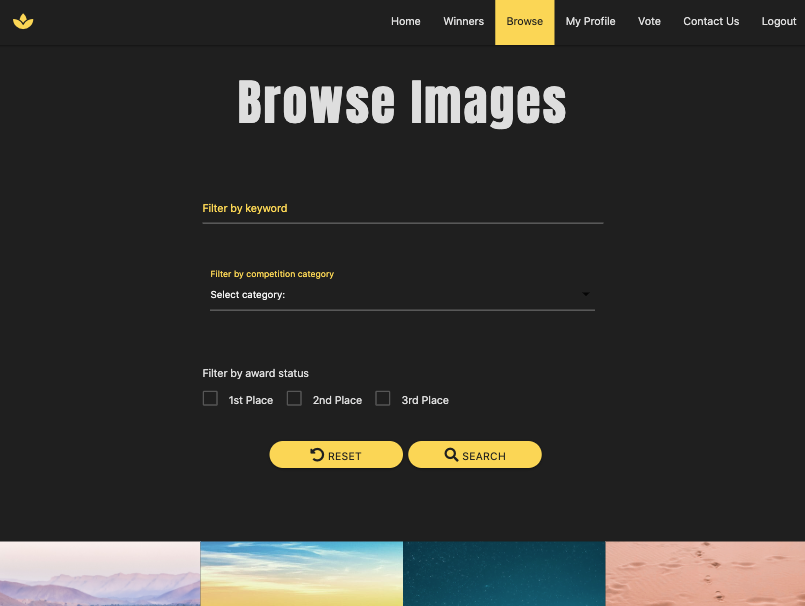 Home Winners Browse My Profile Vote Contact Us Logout
Browse Images
Filter by keyword
Filter by competition category
Select category:
Filter by award status
1st Place 2nd Place 3rd Place
RESET SEARCH